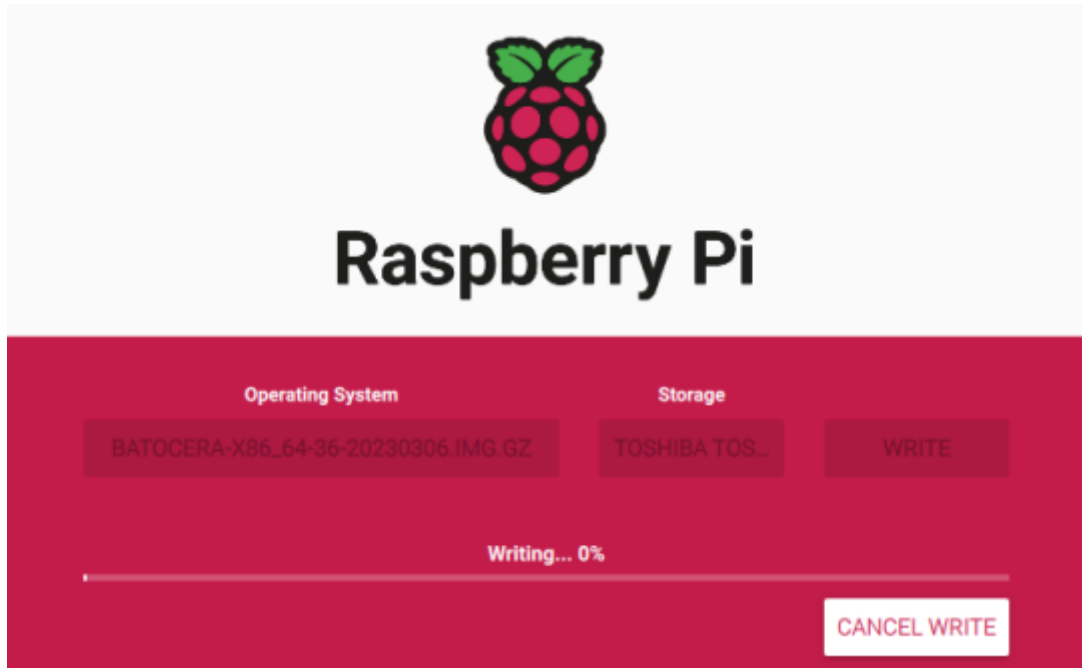 Raspberry Pi
Operating System
Storage
BATOCERA-X86_64-36-20230306.IMG.GZ
TOSHIBA TOS...
WRITE
Writing... 0%
CANCEL WRITE